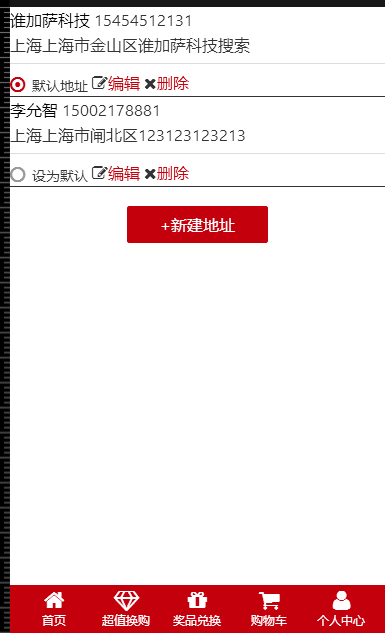 谁加萨科技 15454512131
上海上海市金山区谁加萨科技搜索
默认地址 编辑 删除
李允智 15002178881
上海上海市闸北区123123123213
设为默认 编辑 删除
+新建地址
首页 超值换购 奖品兑换 购物车 个人中心